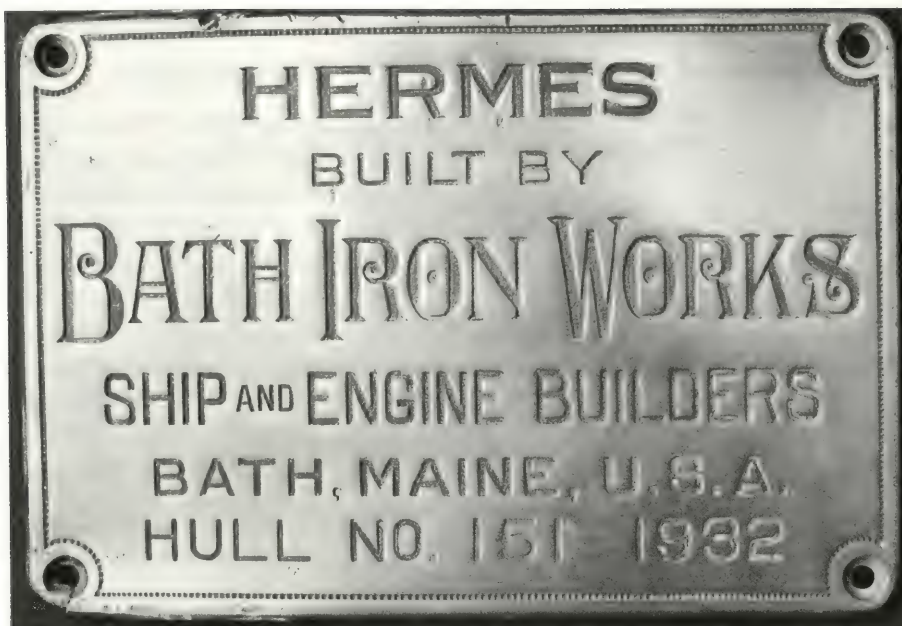 HERMES
BUILT BY
BATH IRON WORKS
SHIP AND ENGINE BUILDERS
BATH, MAINE, U.S.A.
HULL NO. 151 1932